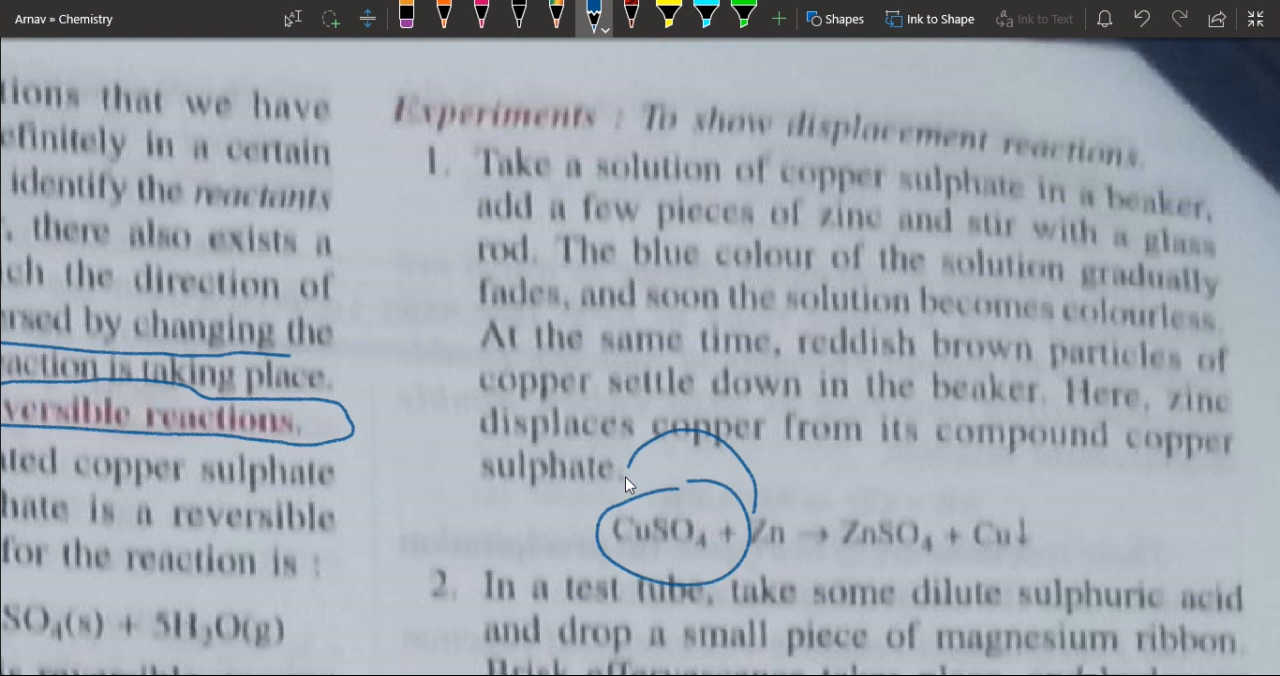 Arnav » Chemistry
Shapes
Ink to Shape
Ink to Text
tions that we have
efinitely in a certain
identify the reactants
, there also exists a
ch the direction of
ersed by changing the
action is taking place.
versible reactions.
ated copper sulphate
hate is a reversible
for the reaction is :
SO₄(s) + 5H₂O(g)
Experiments : To show displacement reactions.
1. Take a solution of copper sulphate in a beaker,
add a few pieces of zinc and stir with a glass
rod. The blue colour of the solution gradually
fades, and soon the solution becomes colourless.
At the same time, reddish brown particles of
copper settle down in the beaker. Here, zinc
displaces copper from its compound copper
sulphate.
CuSO₄ + Zn → ZnSO₄ + Cu↓
2. In a test tube, take some dilute sulphuric acid
and drop a small piece of magnesium ribbon.
Brisk effervescence takes place